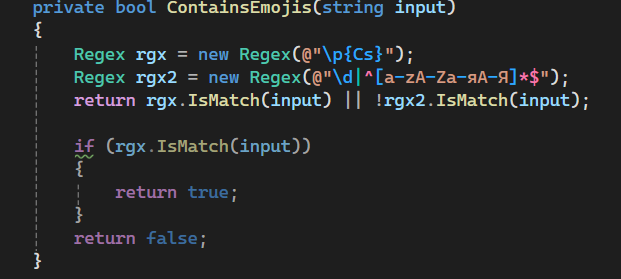 private bool ContainsEmojis(string input)
{
Regex rgx = new Regex(@"\p{Cs}");
Regex rgx2 = new Regex(@"\d|^[a-zA-Zа-яА-Я]*$");
return rgx.IsMatch(input) || !rgx2.IsMatch(input);
if (rgx.IsMatch(input))
{
return true;
}
return false;
}